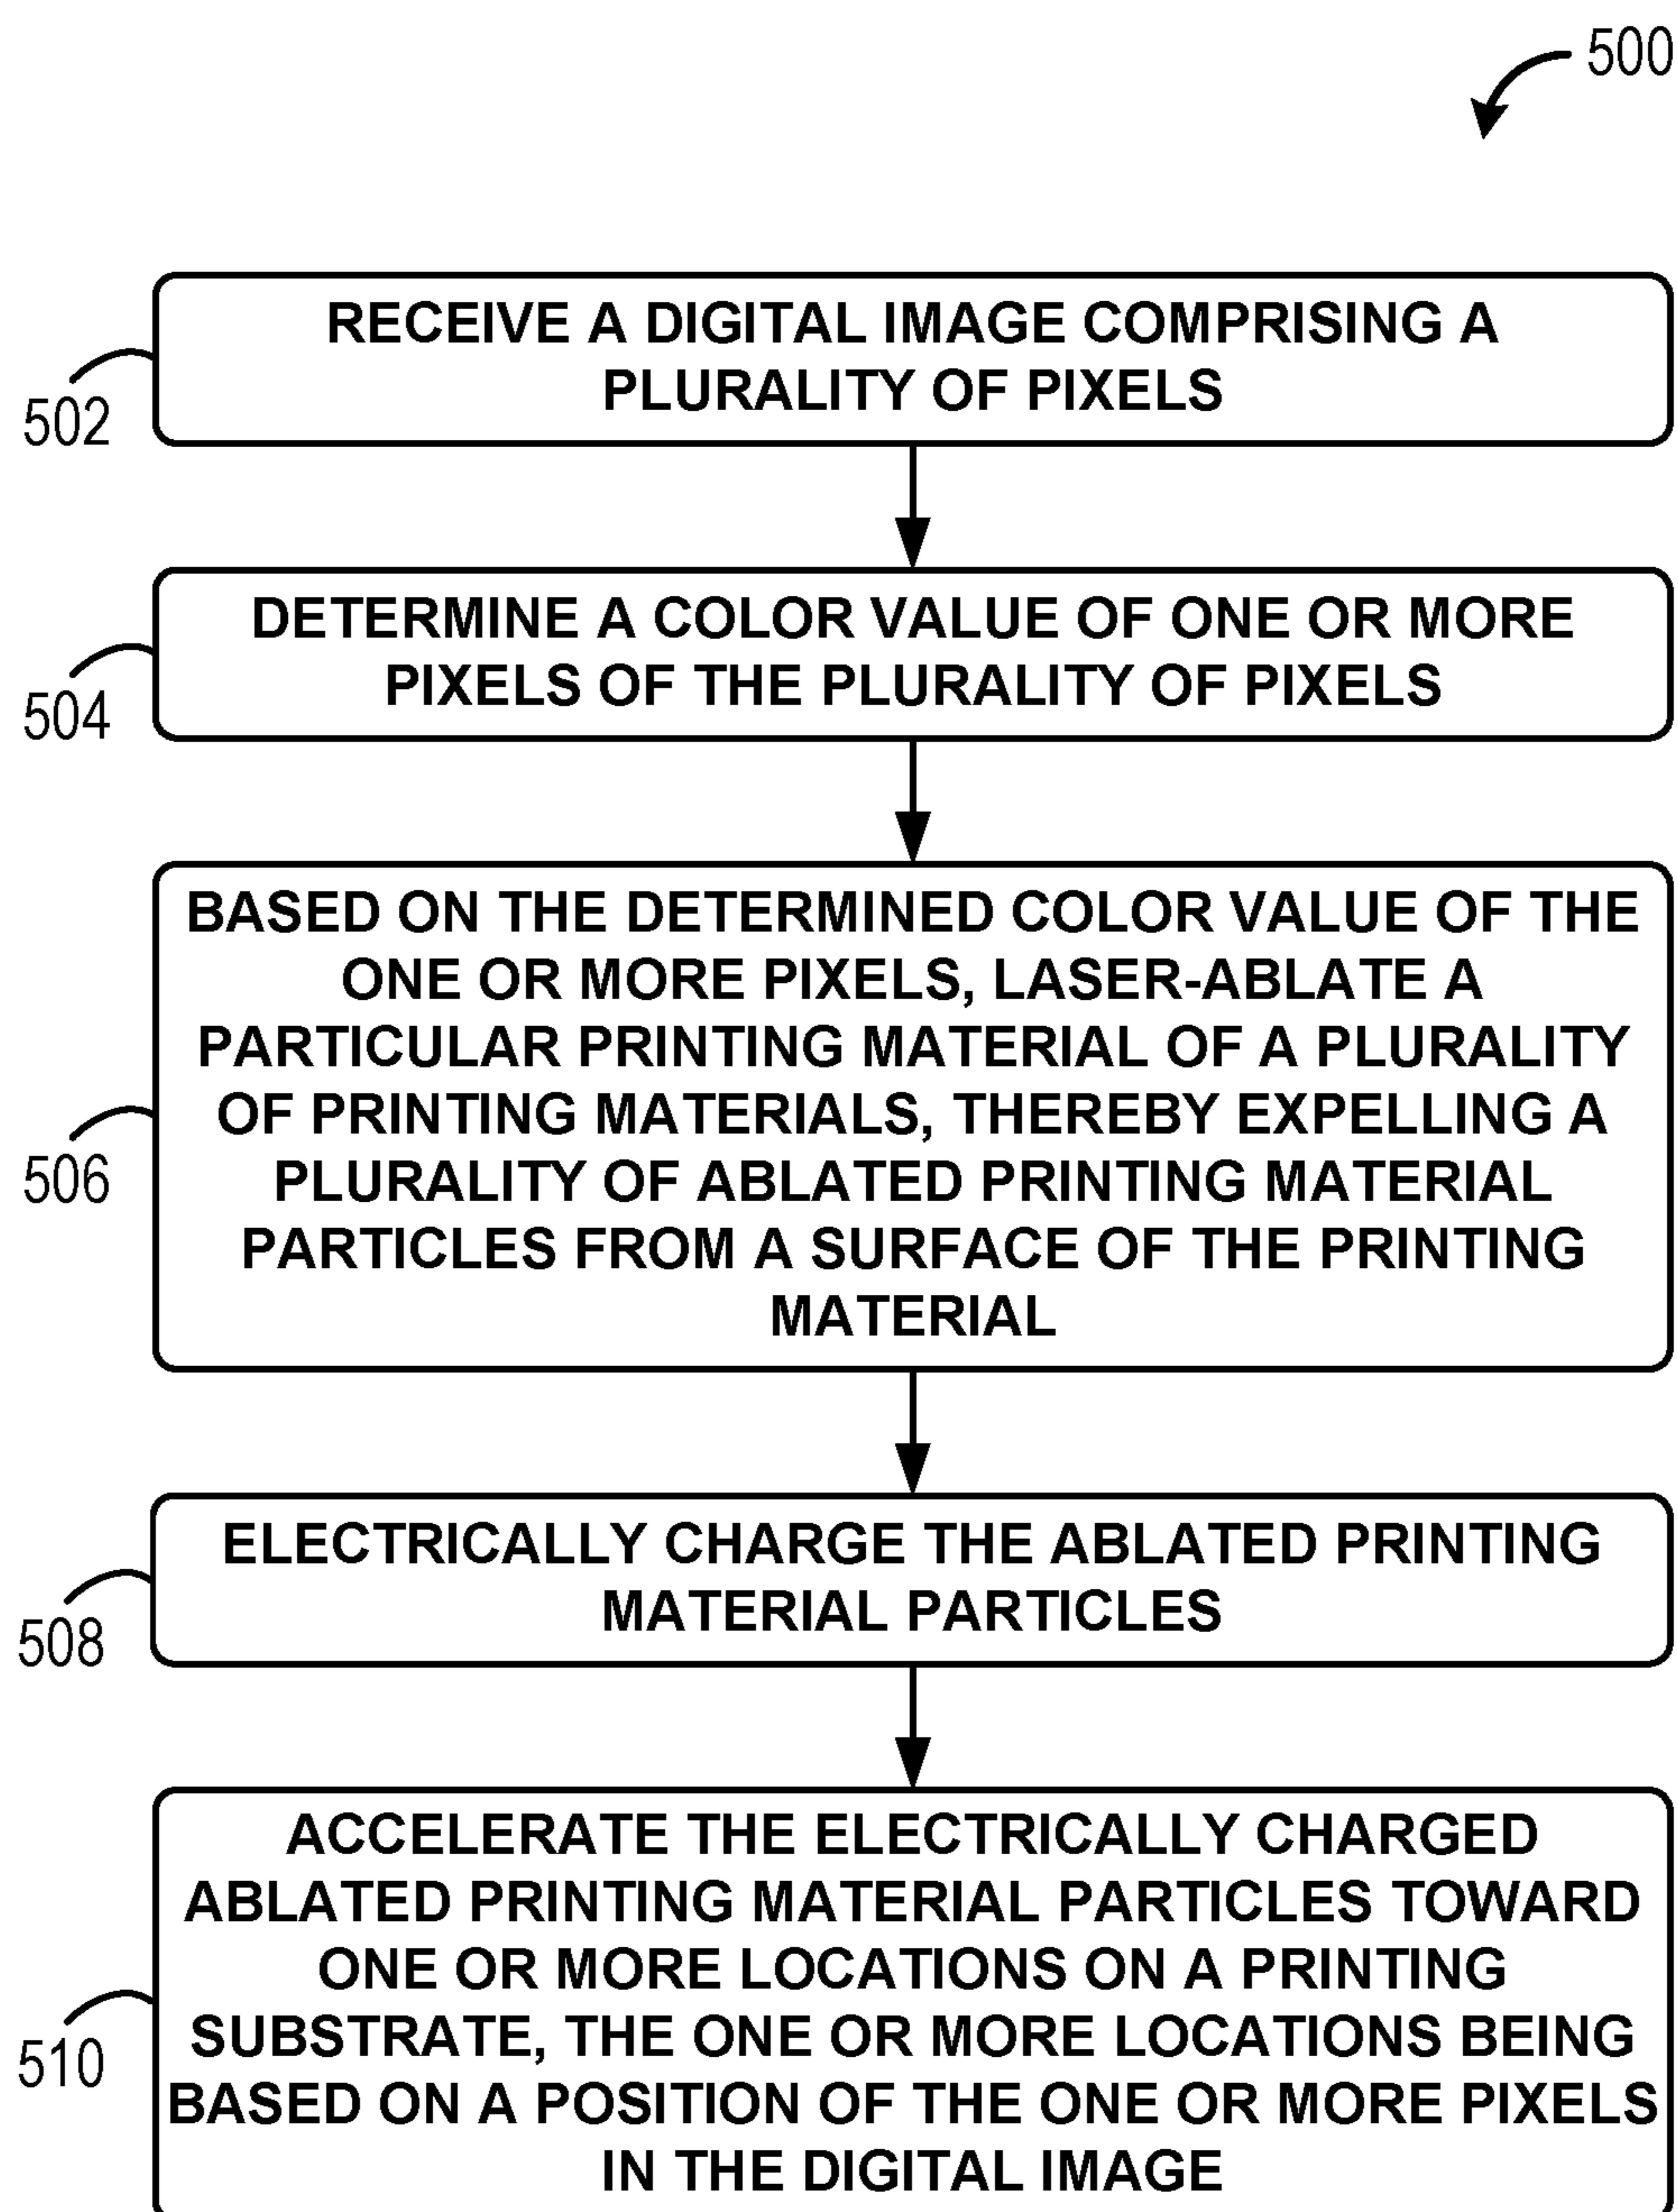 500
RECEIVE A DIGITAL IMAGE COMPRISING A
PLURALITY OF PIXELS
502
DETERMINE A COLOR VALUE OF ONE OR MORE
PIXELS OF THE PLURALITY OF PIXELS
504
BASED ON THE DETERMINED COLOR VALUE OF THE
ONE OR MORE PIXELS, LASER-ABLATE A
PARTICULAR PRINTING MATERIAL OF A PLURALITY
OF PRINTING MATERIALS, THEREBY EXPELLING A
PLURALITY OF ABLATED PRINTING MATERIAL
PARTICLES FROM A SURFACE OF THE PRINTING
MATERIAL
506
ELECTRICALLY CHARGE THE ABLATED PRINTING
MATERIAL PARTICLES
508
ACCELERATE THE ELECTRICALLY CHARGED
ABLATED PRINTING MATERIAL PARTICLES TOWARD
ONE OR MORE LOCATIONS ON A PRINTING
SUBSTRATE, THE ONE OR MORE LOCATIONS BEING
BASED ON A POSITION OF THE ONE OR MORE PIXELS
IN THE DIGITAL IMAGE
510